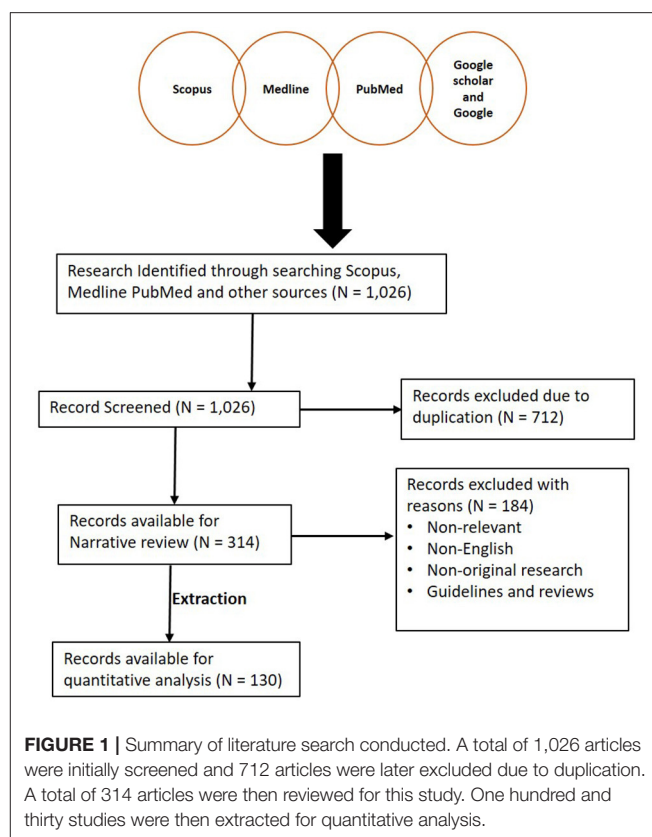 Scopus
Medline
PubMed
Google
scholar
and
Google
Research Identified through searching Scopus,
Medline PubMed and other sources (N = 1,026)
Record Screened (N = 1,026)
Records excluded due to
duplication (N = 712)
Records available for
Narrative review (N = 314)
Records excluded with
reasons (N = 184)
• Non-relevant
• Non-English
• Non-original research
• Guidelines and reviews
Extraction
Records available for
quantitative analysis (N = 130)
FIGURE 1 | Summary of literature search conducted. A total of 1,026 articles
were initially screened and 712 articles were later excluded due to duplication.
A total of 314 articles were then reviewed for this study. One hundred and
thirty studies were then extracted for quantitative analysis.